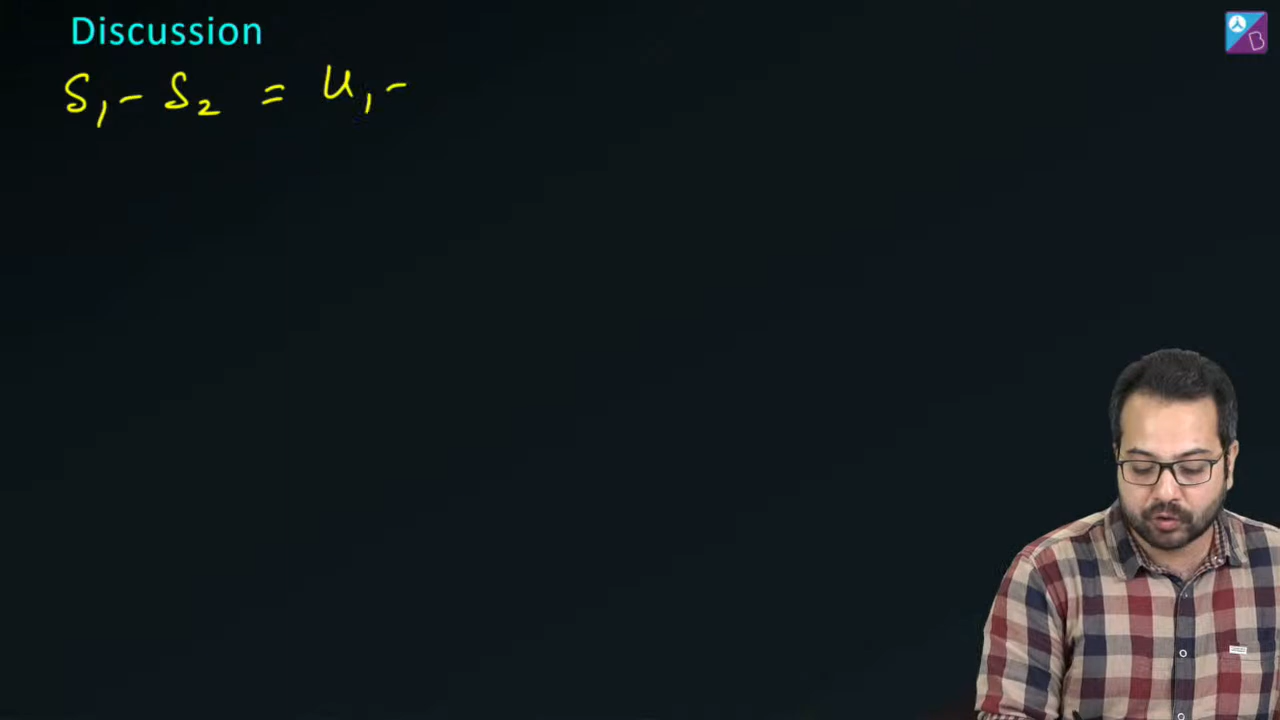 Discussion
S₁ - S₂ = u₁ -